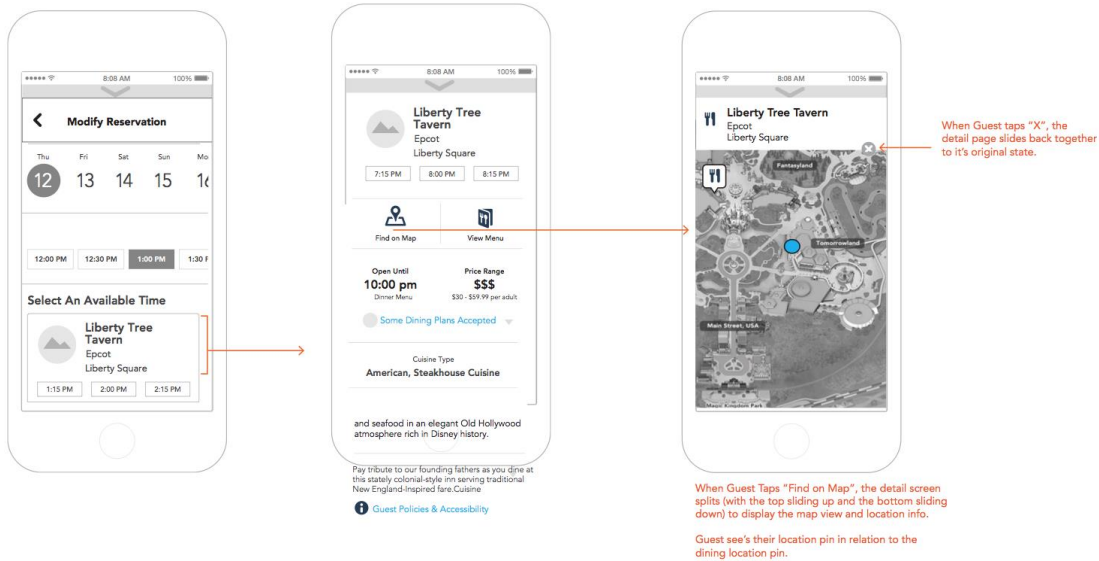 8:08 AM
100%
Modify Reservation
Thu
Fri
Sat
Sun
Mo
12
13
14
15
16
12:00 PM
12:30 PM
1:00 PM
1:30 P
Select An Available Time
Liberty Tree
Tavern
Epcot
Liberty Square
1:15 PM
2:00 PM
2:15 PM
8:08 AM
100%
Liberty Tree
Tavern
Epcot
Liberty Square
7:15 PM
8:00 PM
8:15 PM
Find on Map
View Menu
Open Until
10:00 pm
Dinner Menu
Price Range
$$$
$30 - $59.99 per adult
Some Dining Plans Accepted
Cuisine Type
American, Steakhouse Cuisine
and seafood in an elegant Old Hollywood
atmosphere rich in Disney history.
Pay tribute to our founding fathers as you dine at
this stately colonial-style inn serving traditional
New England-Inspired fare.Cuisine
Guest Policies & Accessibility
8:08 AM
100%
Liberty Tree Tavern
Epcot
Liberty Square
Fantasyland
Tomorrowland
Main Street, USA
Magic Kingdom Park
When Guest taps "X", the
detail page slides back together
to it's original state.
When Guest Taps "Find on Map", the detail screen
splits (with the top sliding up and the bottom sliding
down) to display the map view and location info.
Guest see's their location pin in relation to the
dining location pin.